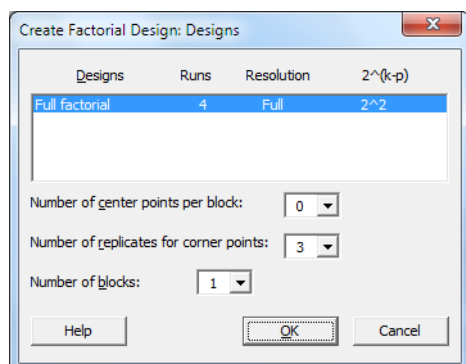 Create Factorial Design: Designs
Designs Runs Resolution 2^(k-p)
Full factorial 4 Full 2^2
Number of center points per block: 0
Number of replicates for corner points: 3
Number of blocks: 1
Help OK Cancel